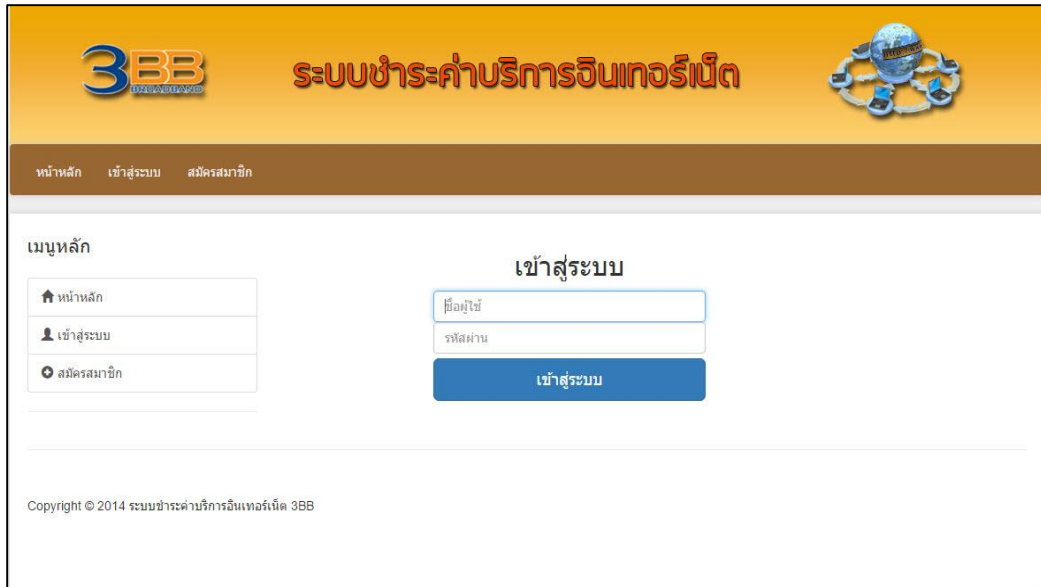 3BB
BROADBAND
ระบบชำระค่าบริการอินเทอร์เน็ต
หน้าหลัก เข้าสู่ระบบ สมัครสมาชิก
เมนูหลัก
หน้าหลัก
เข้าสู่ระบบ
สมัครสมาชิก
เข้าสู่ระบบ
ชื่อผู้ใช้
รหัสผ่าน
เข้าสู่ระบบ
Copyright © 2014 ระบบชำระค่าบริการอินเทอร์เน็ต 3BB